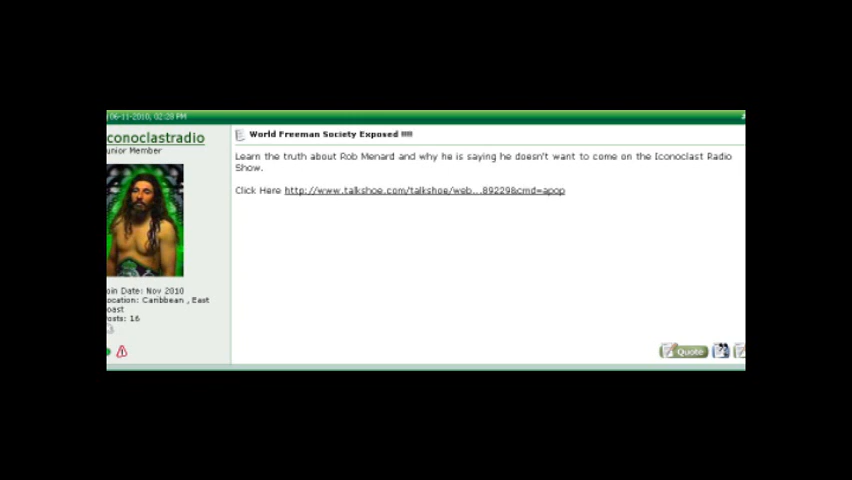 06-11-2010, 02:28 PM
conoclastradio
unior Member
World Freeman Society Exposed !!!!!
Learn the truth about Rob Menard and why he is saying he doesn't want to come on the Iconoclast Radio
Show.
Click Here http://www.talkshoe.com/talkshoe/web...89229&cmd=apop
oin Date: Nov 2010
ocation: Caribbean , East
oast
osts: 16
Quote